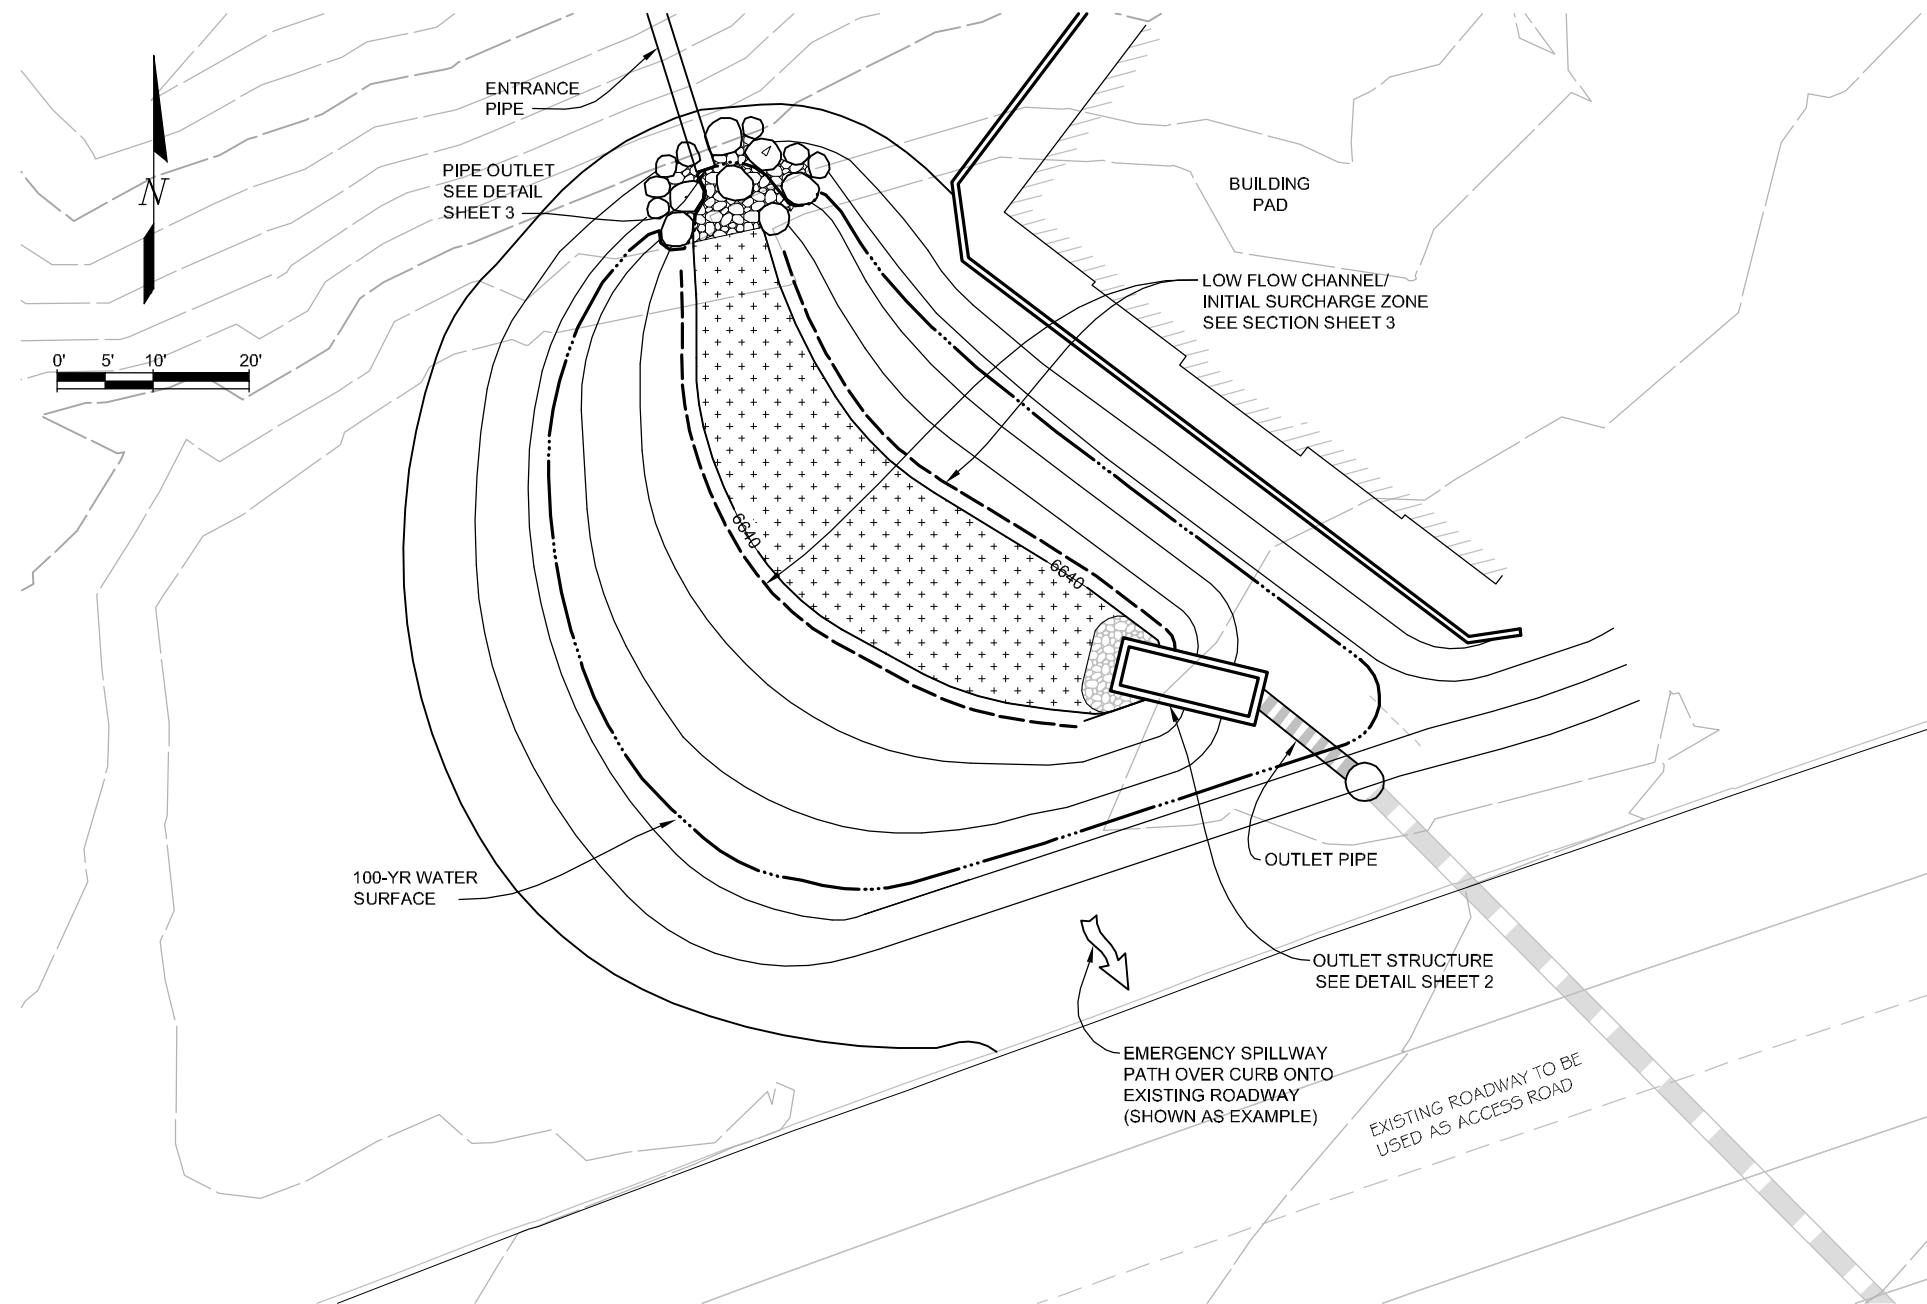 ENTRANCE
PIPE
PIPE OUTLET
SEE DETAIL
SHEET 3
N
BUILDING
PAD
LOW FLOW CHANNEL/
INITIAL SURCHARGE ZONE
SEE SECTION SHEET 3
0' 5' 10' 20'
6640
6640
100-YR WATER
SURFACE
OUTLET PIPE
OUTLET STRUCTURE
SEE DETAIL SHEET 2
EMERGENCY SPILLWAY
PATH OVER CURB ONTO
EXISTING ROADWAY
(SHOWN AS EXAMPLE)
EXISTING ROADWAY TO BE
USED AS ACCESS ROAD